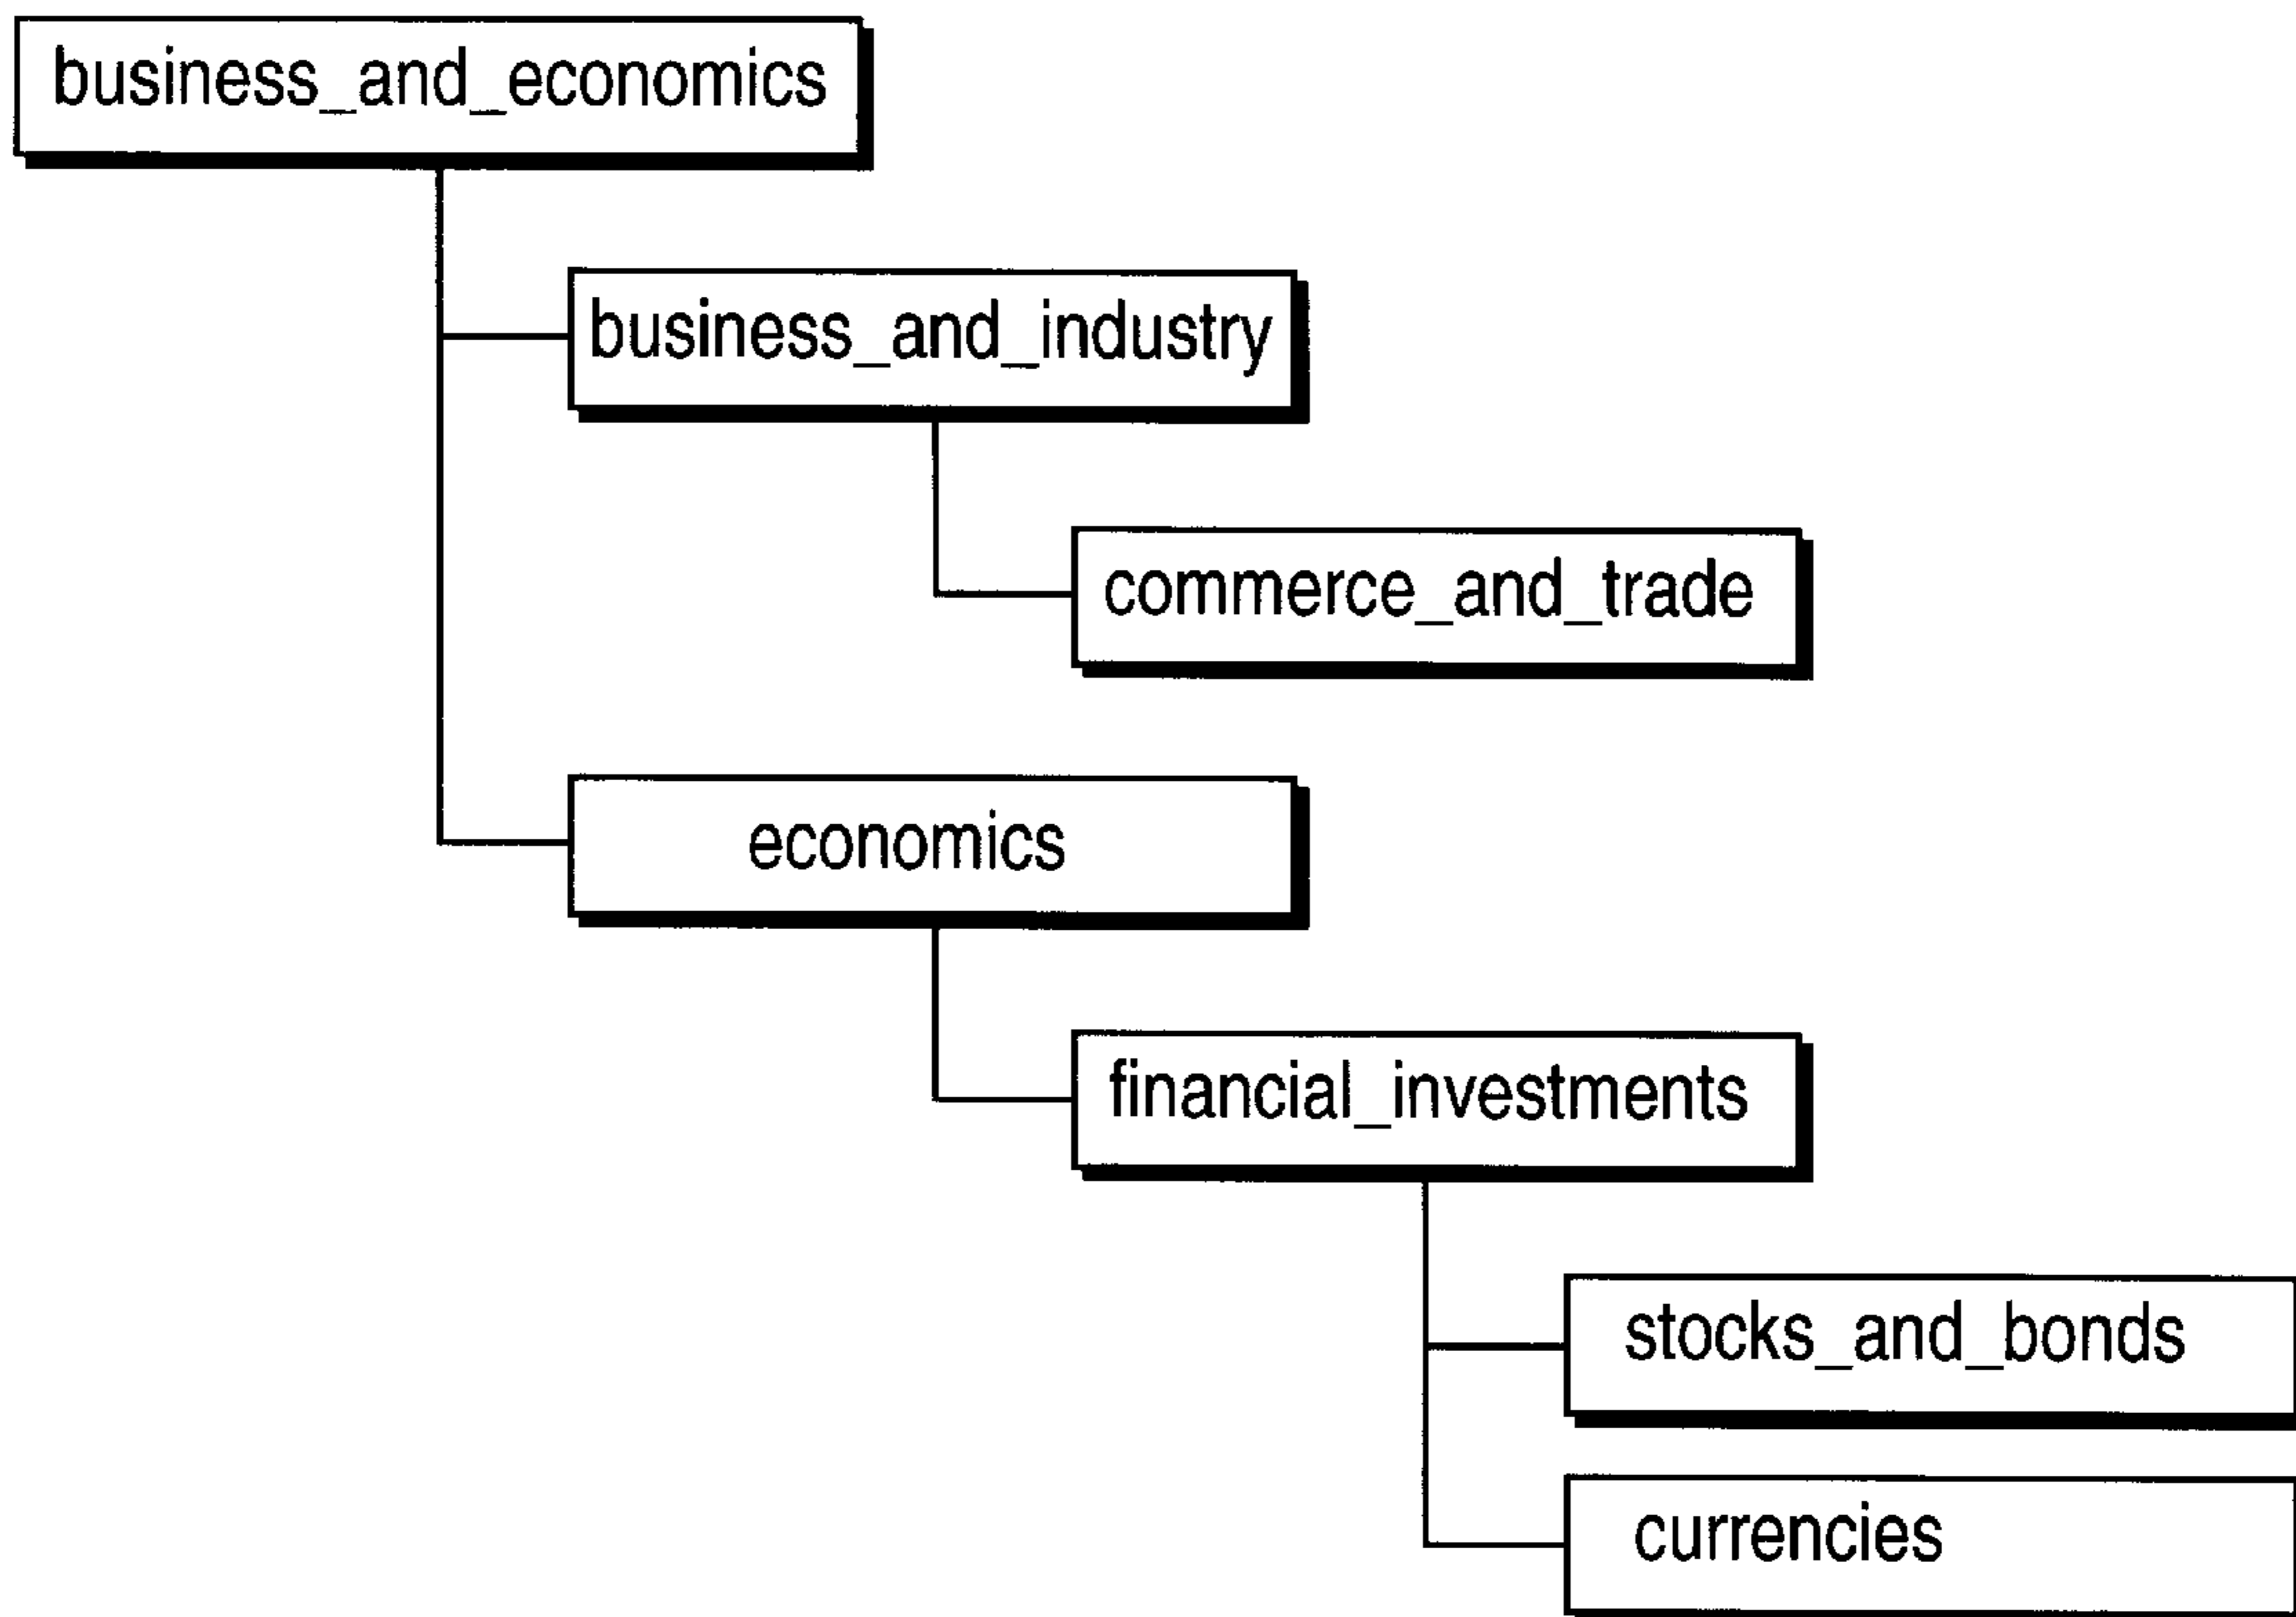 business_and_economics
business_and_industry
commerce_and_trade
economics
financial_investments
stocks_and_bonds
currencies